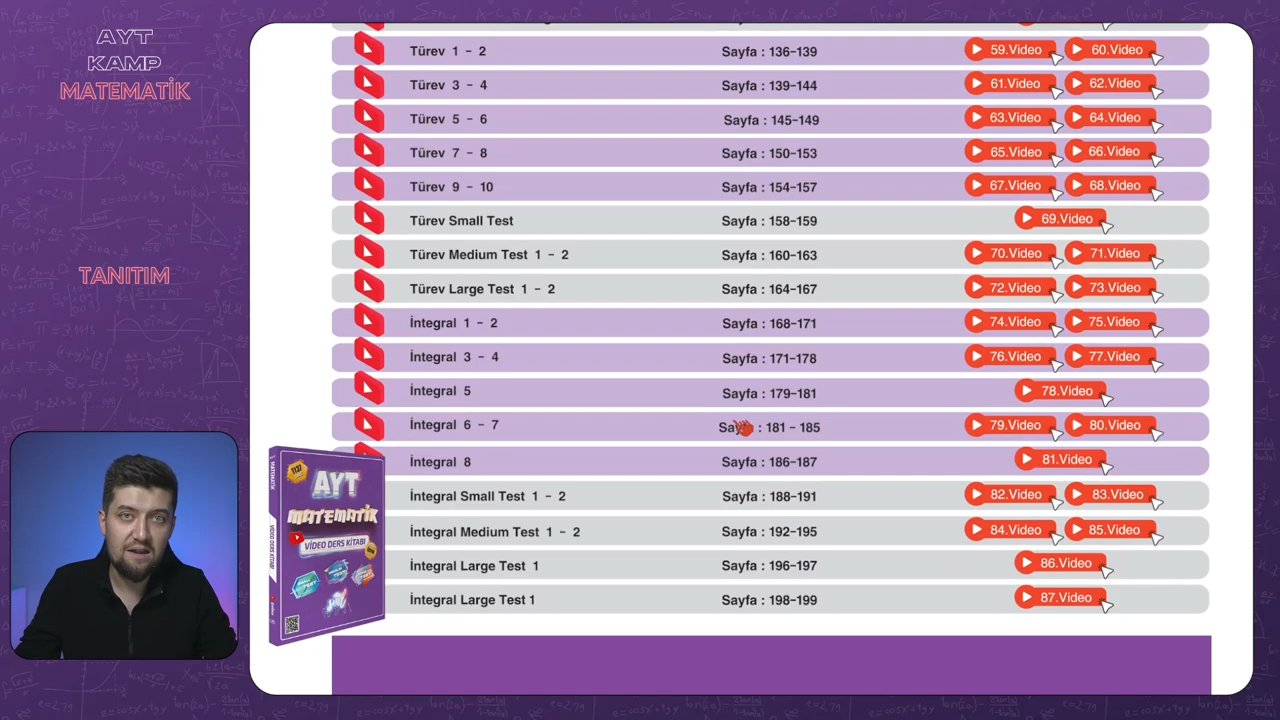 AYT
KAMP
MATEMATİK
TANITIM
Türev 1 - 2 Sayfa : 136-139 59.Video 60.Video
Türev 3 - 4 Sayfa : 139-144 61.Video 62.Video
Türev 5 - 6 Sayfa : 145-149 63.Video 64.Video
Türev 7 - 8 Sayfa : 150-153 65.Video 66.Video
Türev 9 - 10 Sayfa : 154-157 67.Video 68.Video
Türev Small Test Sayfa : 158-159 69.Video
Türev Medium Test 1 - 2 Sayfa : 160-163 70.Video 71.Video
Türev Large Test 1 - 2 Sayfa : 164-167 72.Video 73.Video
İntegral 1 - 2 Sayfa : 168-171 74.Video 75.Video
İntegral 3 - 4 Sayfa : 171-178 76.Video 77.Video
İntegral 5 Sayfa : 179-181 78.Video
İntegral 6 - 7 : 181 - 185 79.Video 80.Video
İntegral 8 Sayfa : 186-187 81.Video
İntegral Small Test 1 - 2 Sayfa : 188-191 82.Video 83.Video
İntegral Medium Test 1 - 2 Sayfa : 192-195 84.Video 85.Video
İntegral Large Test 1 Sayfa : 196-197 86.Video
İntegral Large Test 1 Sayfa : 198-199 87.Video
AYT
MATEMATİK
VİDEO DERS KİTABI